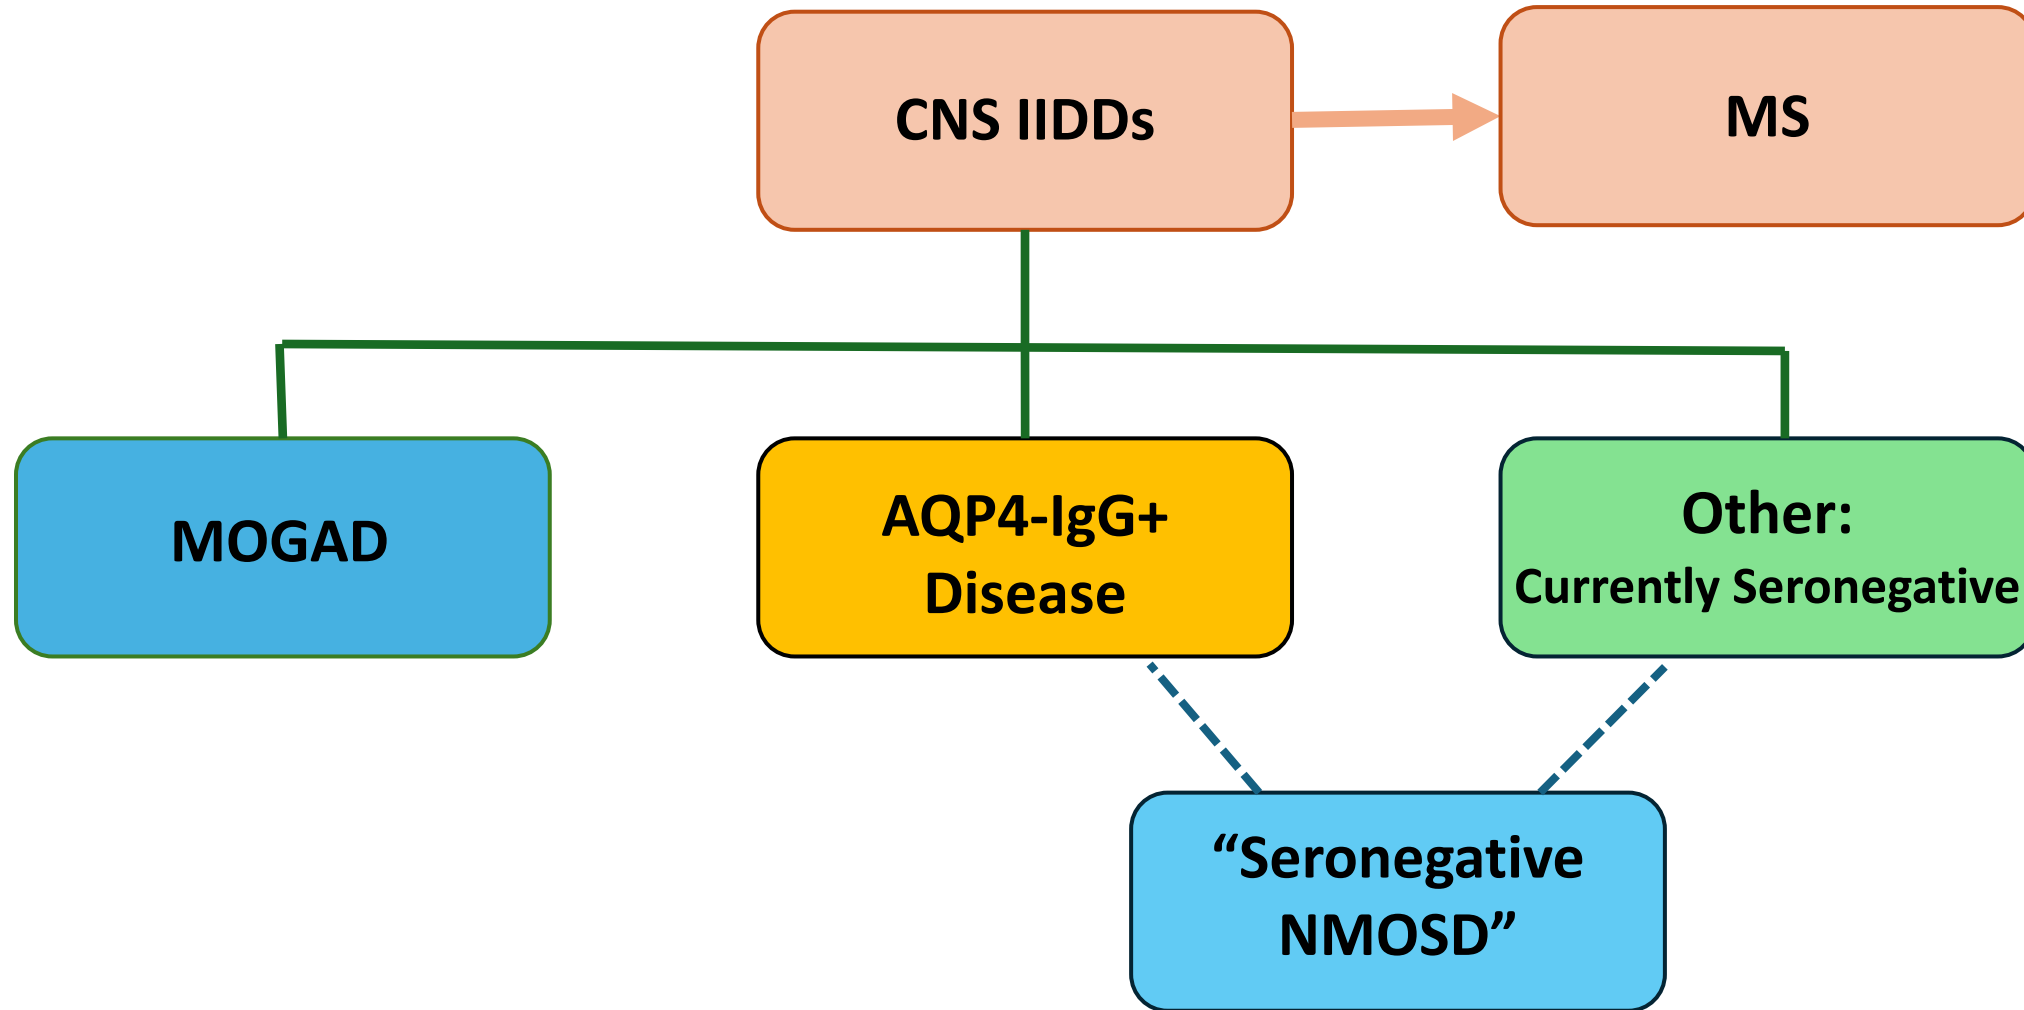 CNS IIDDs
MS
MOGAD
AQP4-IgG+
Disease
Other:
Currently Seronegative
“Seronegative
NMOSD”